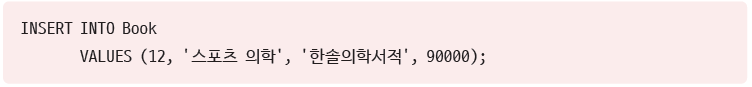 INSERT INTO Book
VALUES (12, '스포츠 의학', '한솔의학서적', 90000);